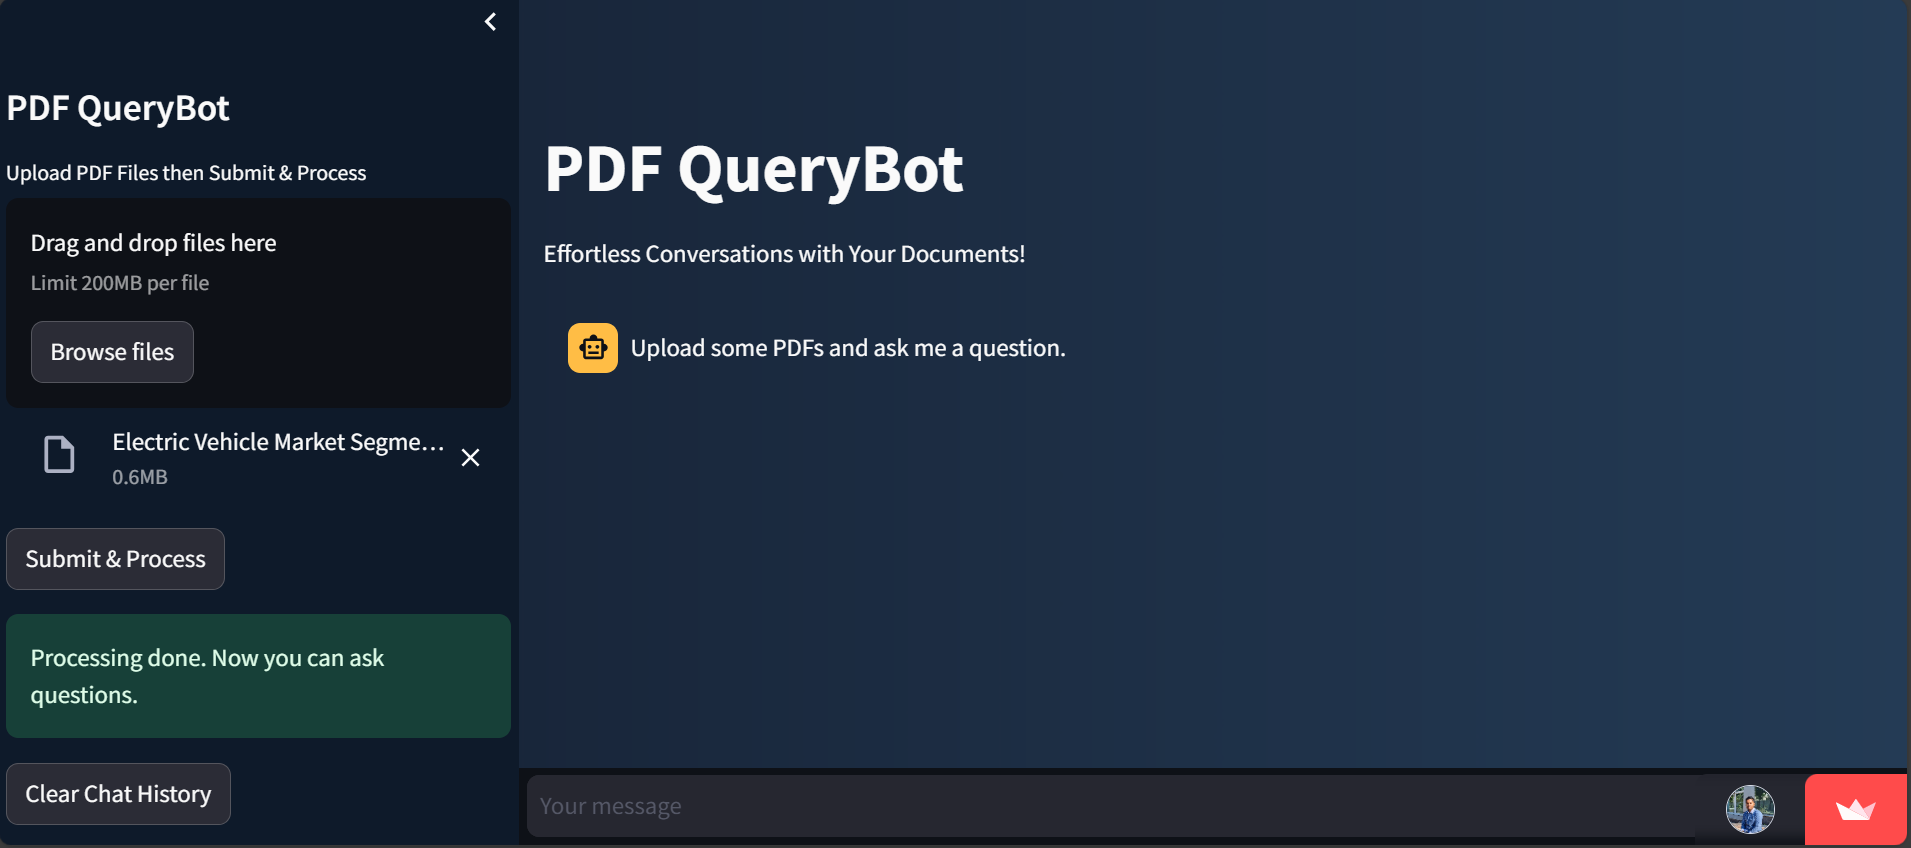 PDF QueryBot
Upload PDF Files then Submit & Process
Drag and drop files here
Limit 200MB per file
Browse files
Electric Vehicle Market Segme...
0.6MB
Submit & Process
Processing done. Now you can ask
questions.
Clear Chat History
PDF QueryBot
Effortless Conversations with Your Documents!
Upload some PDFs and ask me a question.
Your message